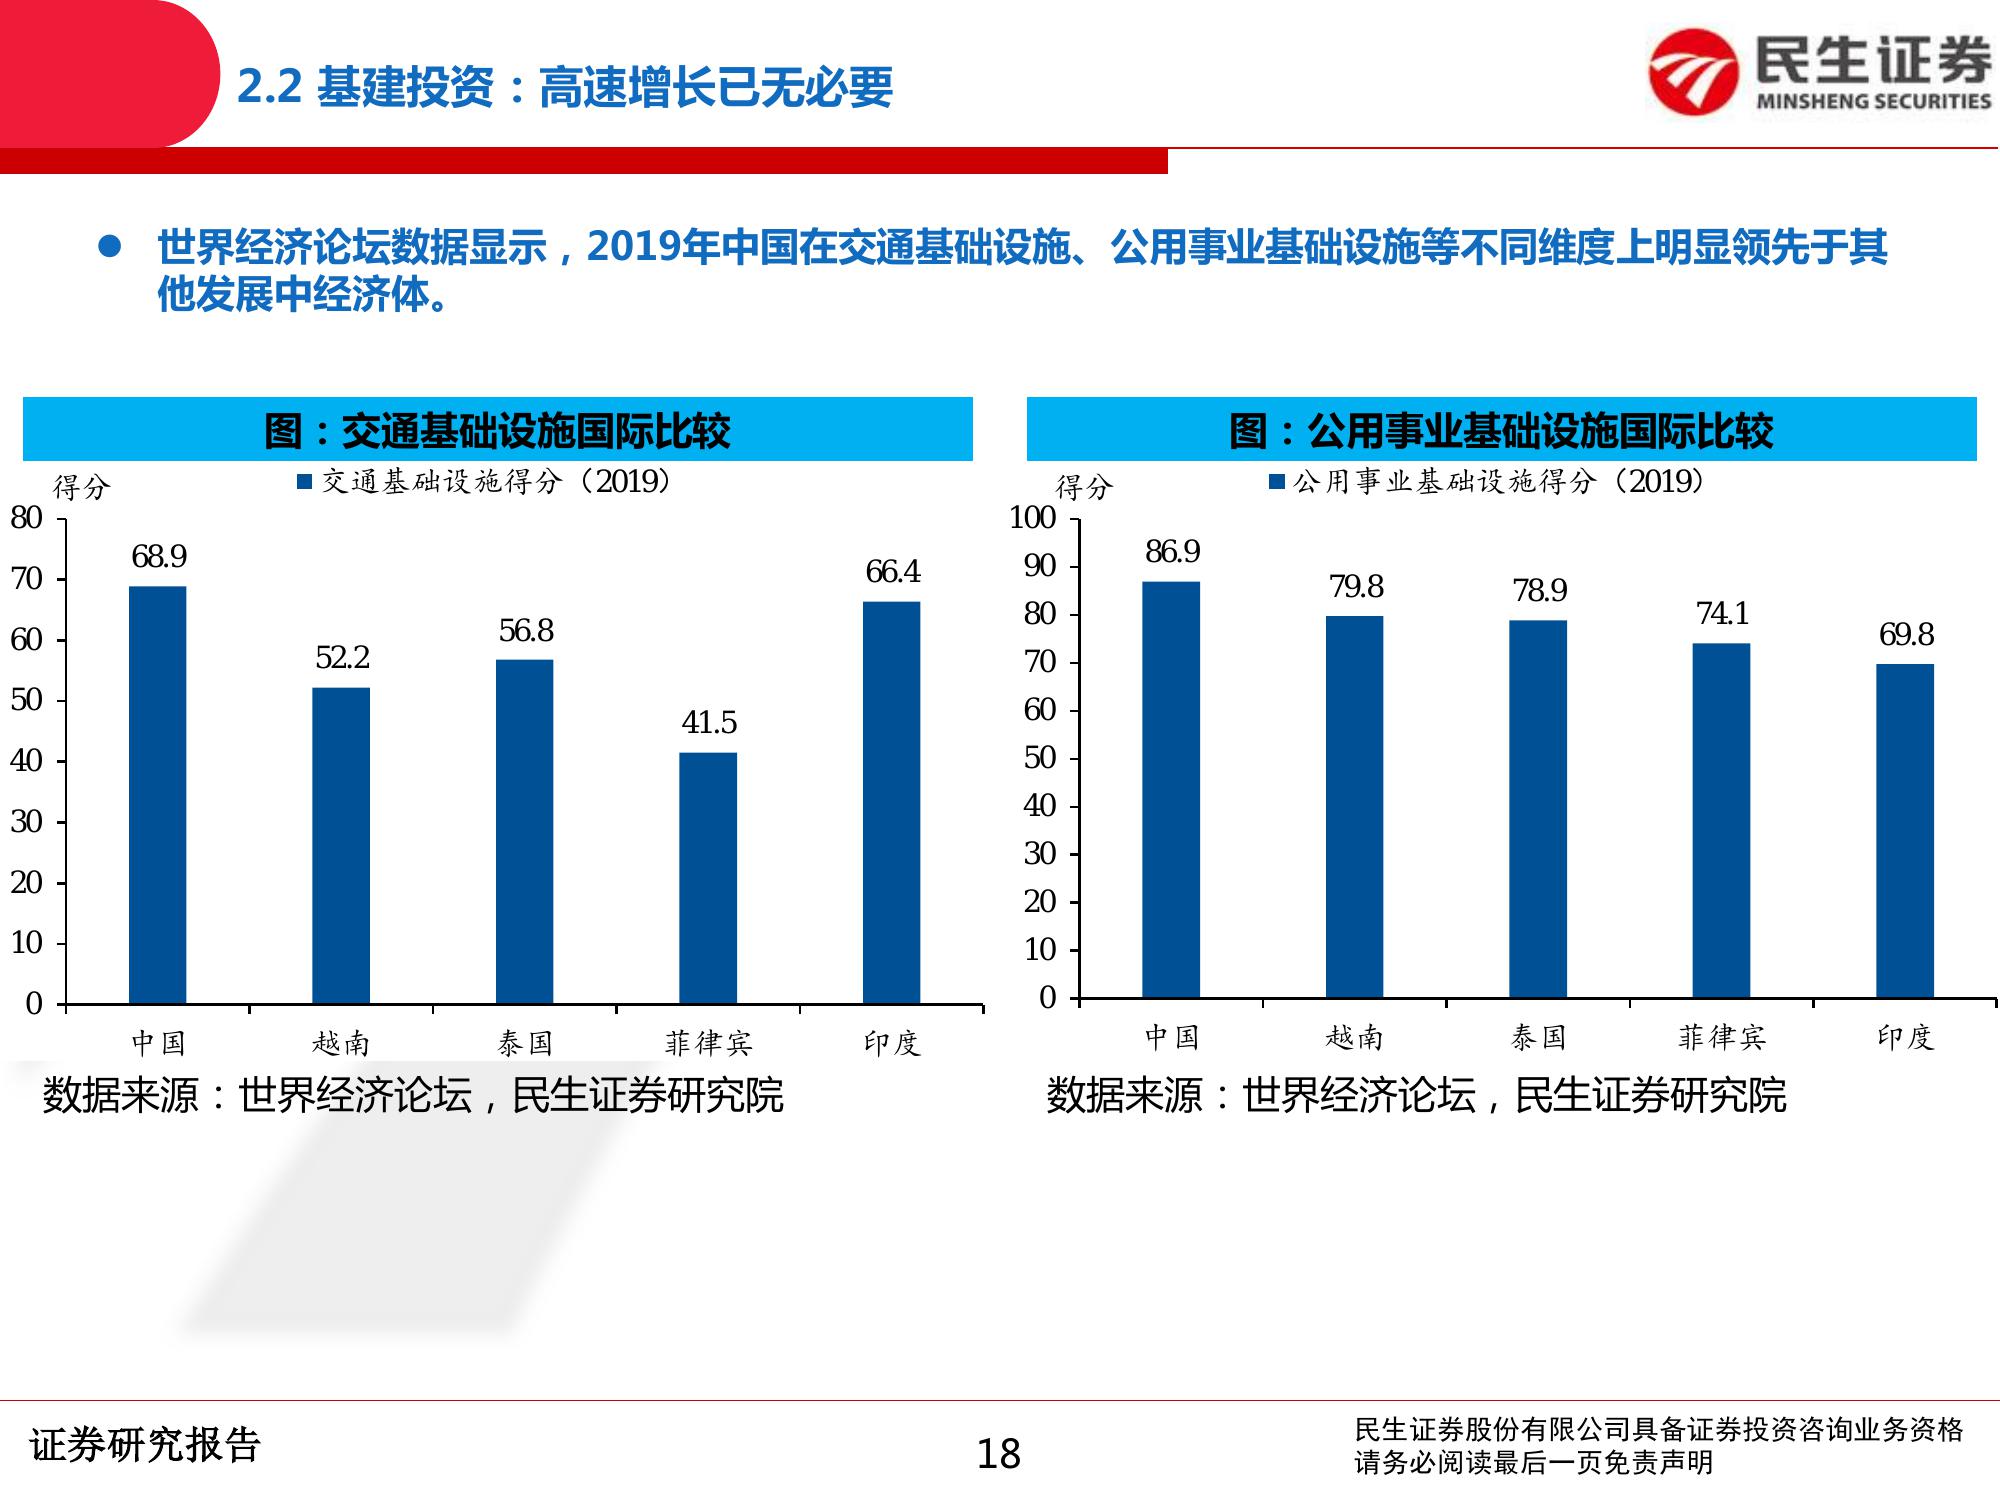 2.2 基建投资：高速增长已无必要
民生证券
MINSHENG SECURITIES
● 世界经济论坛数据显示，2019年中国在交通基础设施、公用事业基础设施等不同维度上明显领先于其
他发展中经济体。
图：交通基础设施国际比较
得分
交通基础设施得分（2019）
80
70
60
50
40
30
20
10
0
68.9
52.2
56.8
41.5
66.4
中国 越南 泰国 菲律宾 印度
数据来源：世界经济论坛，民生证券研究院
图：公用事业基础设施国际比较
得分
公用事业基础设施得分（2019）
100
90
80
70
60
50
40
30
20
10
0
86.9
79.8
78.9
74.1
69.8
中国 越南 泰国 菲律宾 印度
数据来源：世界经济论坛，民生证券研究院
证券研究报告
18
民生证券股份有限公司具备证券投资咨询业务资格
请务必阅读最后一页免责声明